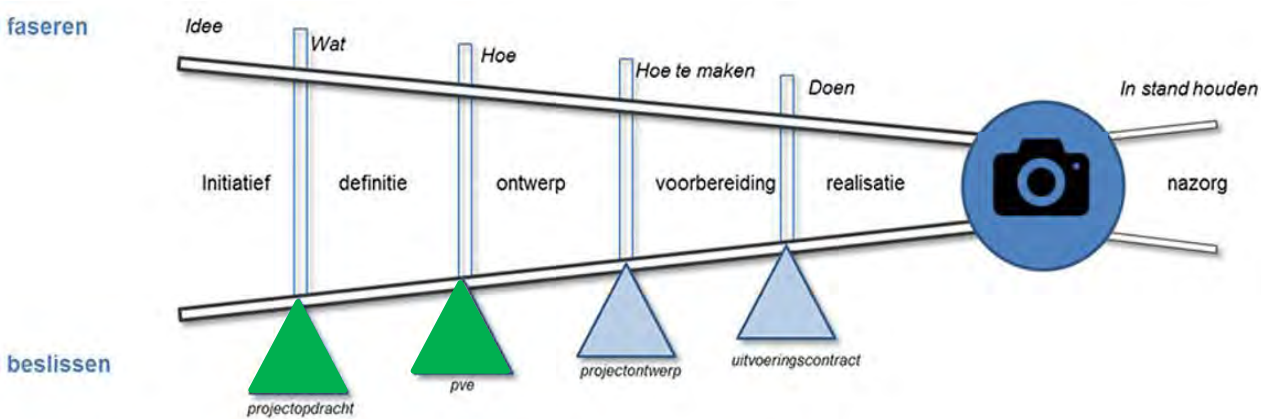 faseren
Idee
Wat
Hoe
Hoe te maken
Doen
In stand houden
Initiatief
definitie
ontwerp
voorbereiding
realisatie
nazorg
beslissen
projectopdracht
pve
projectontwerp
uitvoeringscontract